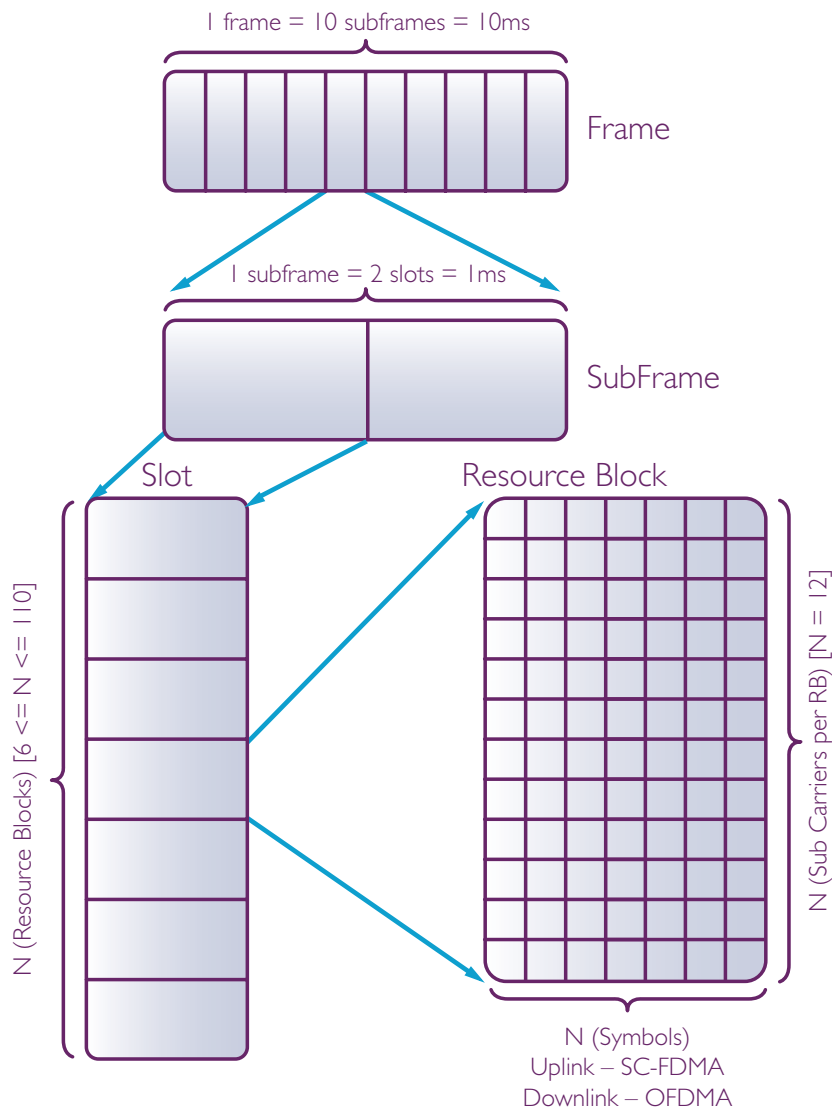 1 frame = 10 subframes = 10ms
Frame
1 subframe = 2 slots = 1ms
SubFrame
Slot
Resource Block
N (Resource Blocks) [6 <= N <= 110]
N (Sub Carriers per RB) [N = 12]
N (Symbols)
Uplink – SC-FDMA
Downlink – OFDMA